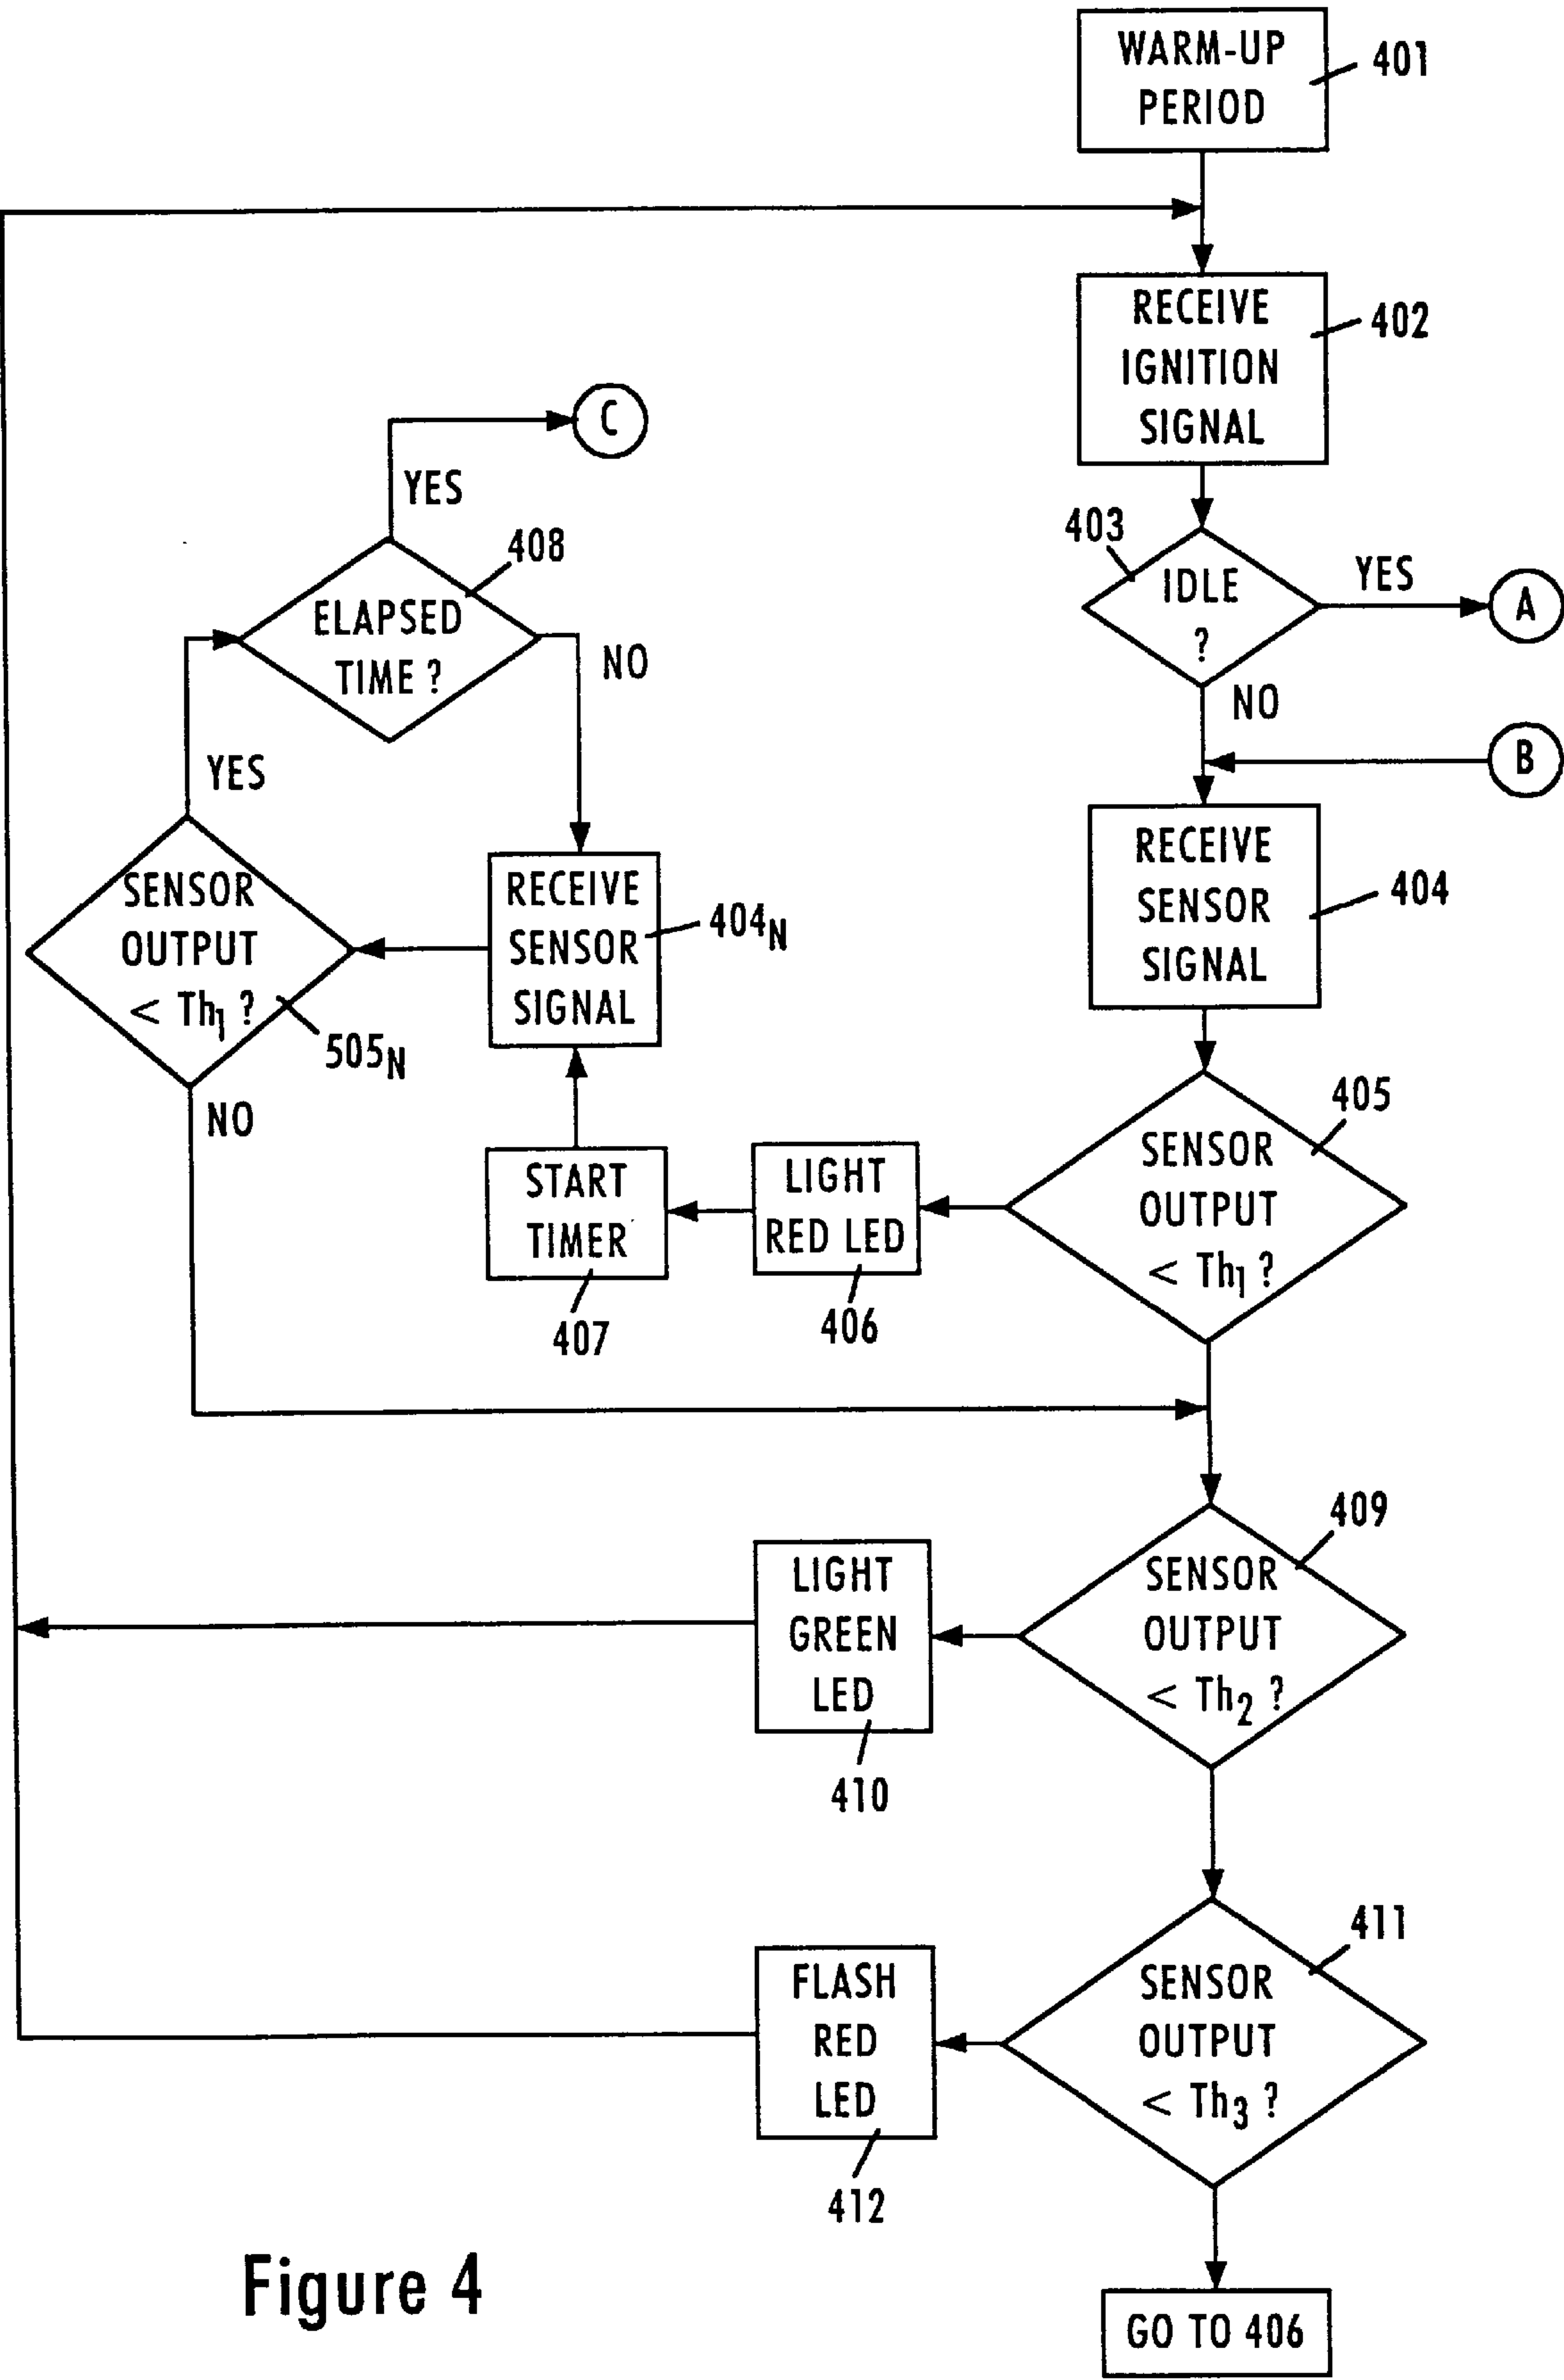 WARM-UP
PERIOD
401
RECEIVE
IGNITION
SIGNAL
402
C
YES
403
IDLE
?
YES
A
408
ELAPSED
TIME ?
NO
NO
B
YES
RECEIVE
SENSOR
SIGNAL
404
SENSOR
OUTPUT
< Th1 ?
505N
RECEIVE
SENSOR
SIGNAL
404N
NO
405
SENSOR
OUTPUT
< Th1 ?
START
TIMER
407
LIGHT
RED LED
406
409
SENSOR
OUTPUT
< Th2 ?
LIGHT
GREEN
LED
410
411
SENSOR
OUTPUT
< Th3 ?
FLASH
RED
LED
412
Figure 4
GO TO 406